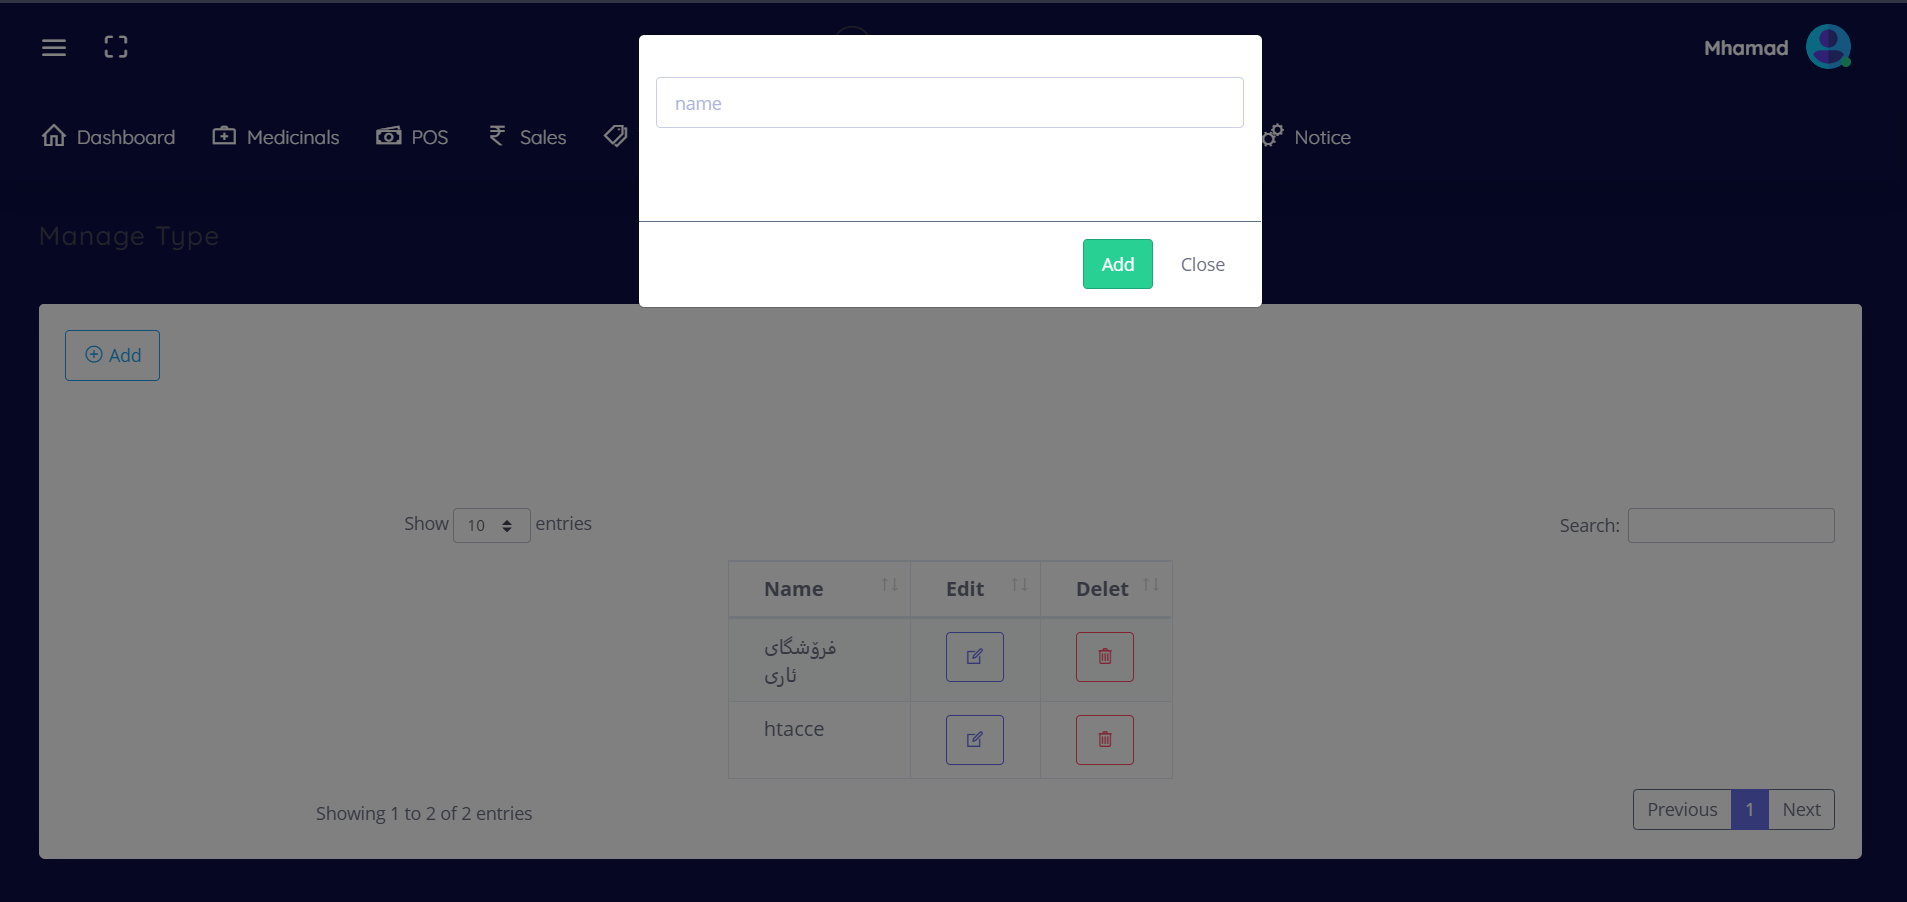 Mhamad
name
Dashboard Medicinals POS Sales Notice
Manage Type
Add Close
Add
Show 10 entries
Search:
Name Edit Delet
فرۆشگای
ئاری
htacce
Showing 1 to 2 of 2 entries
Previous 1 Next